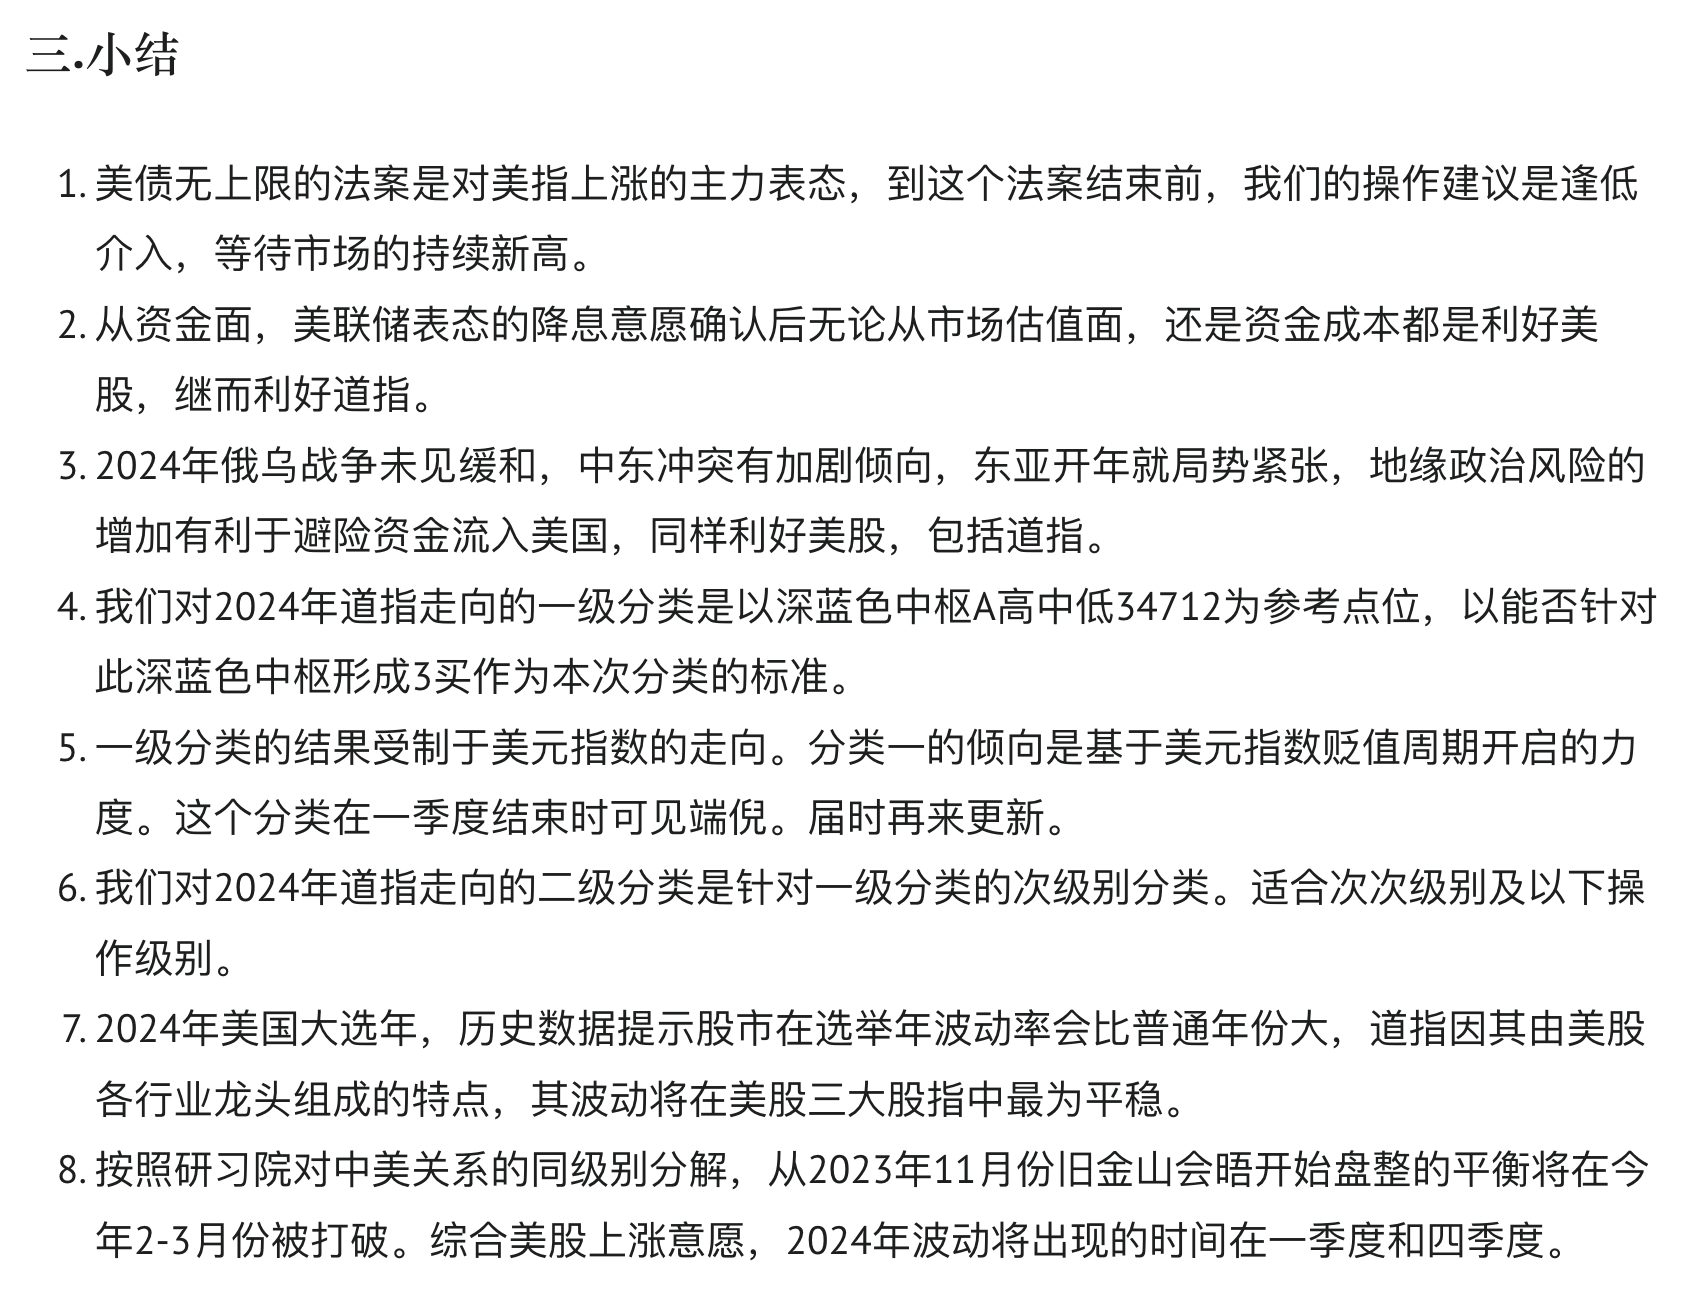 三.小结
1. 美债无上限的法案是对美指上涨的主力表态，到这个法案结束前，我们的操作建议是逢低
介入，等待市场的持续新高。
2. 从资金面，美联储表态的降息意愿确认后无论从市场估值面，还是资金成本都是利好美
股，继而利好道指。
3. 2024年俄乌战争未见缓和，中东冲突有加剧倾向，东亚开年就局势紧张，地缘政治风险的
增加有利于避险资金流入美国，同样利好美股，包括道指。
4. 我们对2024年道指走向的一级分类是以深蓝色中枢A高中低34712为参考点位，以能否针对
此深蓝色中枢形成3买作为本次分类的标准。
5. 一级分类的结果受制于美元指数的走向。分类一的倾向是基于美元指数贬值周期开启的力
度。这个分类在一季度结束时可见端倪。届时再来更新。
6. 我们对2024年道指走向的二级分类是针对一级分类的次级别分类。适合次次级别及以下操
作级别。
7. 2024年美国大选年，历史数据提示股市在选举年波动率会比普通年份大，道指因其由美股
各行业龙头组成的特点，其波动将在美股三大股指中最为平稳。
8. 按照研习院对中美关系的同级别分解，从2023年11月份旧金山会晤开始盘整的平衡将在今
年2-3月份被打破。综合美股上涨意愿，2024年波动将出现的时间在一季度和四季度。